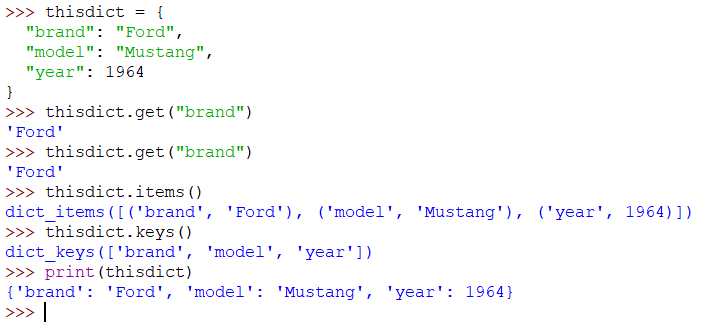 >>> thisdict = {
  "brand": "Ford",
  "model": "Mustang",
  "year": 1964
}
>>> thisdict.get("brand")
'Ford'
>>> thisdict.get("brand")
'Ford'
>>> thisdict.items()
dict_items([('brand', 'Ford'), ('model', 'Mustang'), ('year', 1964)])
>>> thisdict.keys()
dict_keys(['brand', 'model', 'year'])
>>> print(thisdict)
{'brand': 'Ford', 'model': 'Mustang', 'year': 1964}
>>>